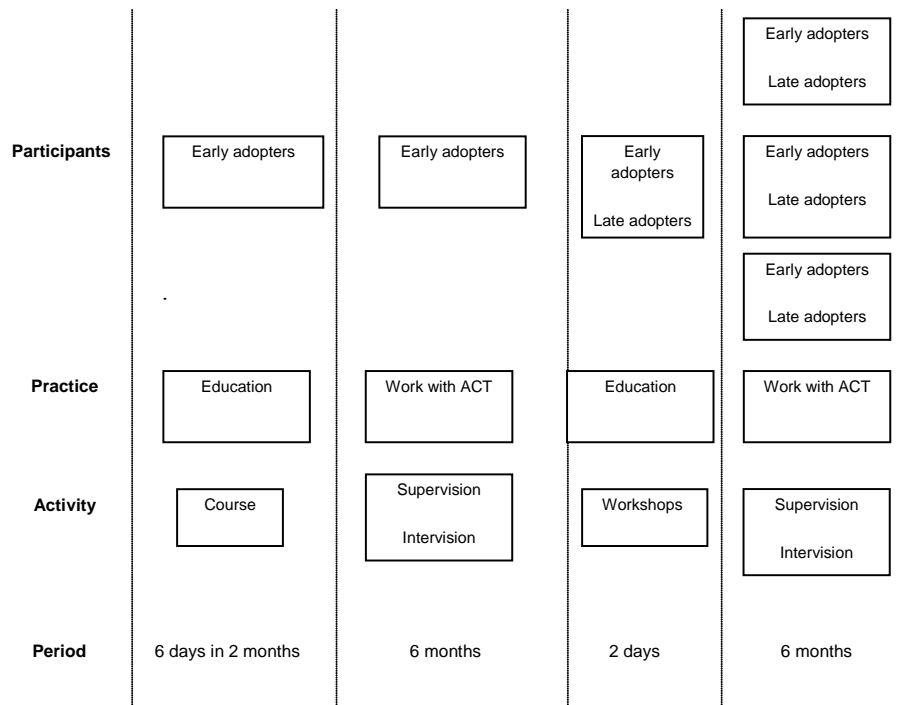 Early adopters
Late adopters
Participants
Early adopters
Early adopters
Early
adopters
Late adopters
Early adopters
Late adopters
Early adopters
Late adopters
.
Practice
Education
Work with ACT
Education
Work with ACT
Activity
Course
Supervision
Intervision
Workshops
Supervision
Intervision
Period
6 days in 2 months
6 months
2 days
6 months